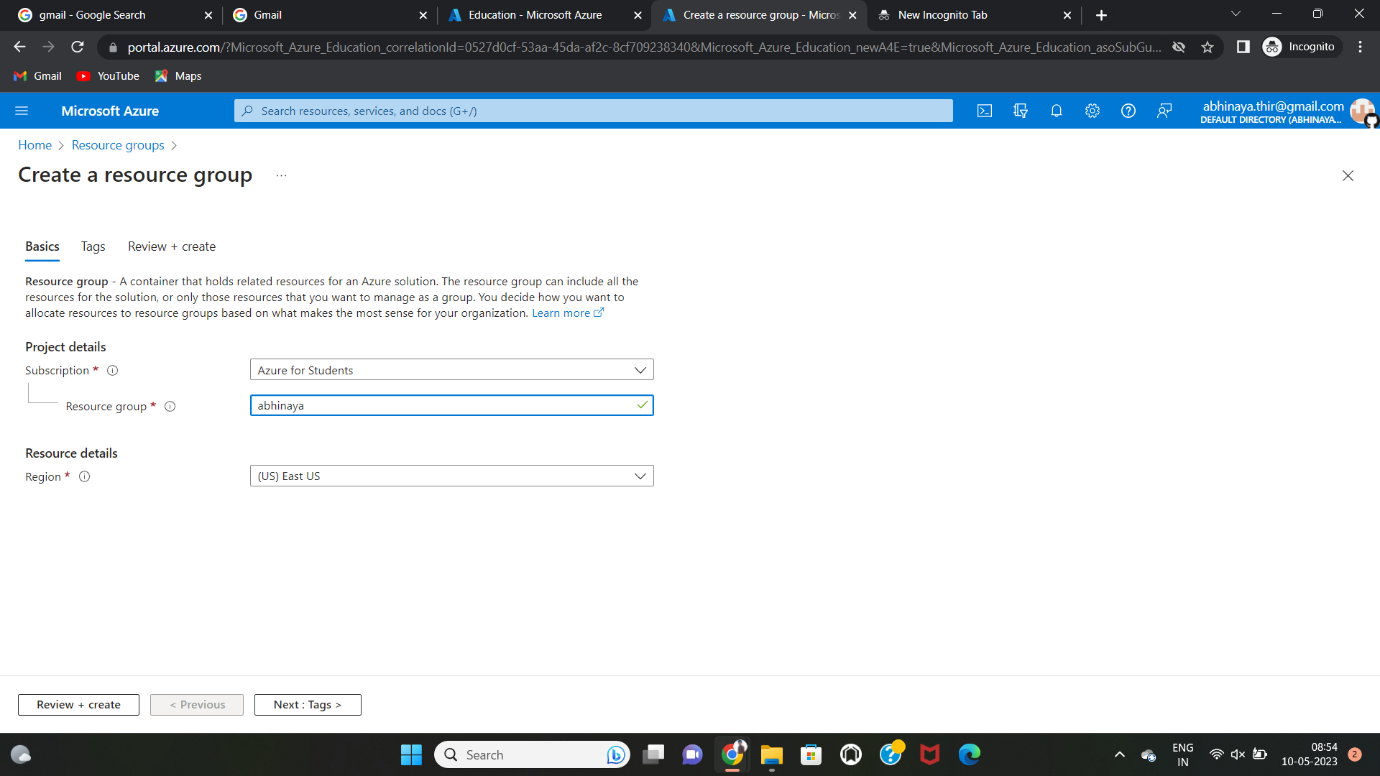 gmail - Google Search
Gmail
Education - Microsoft Azure
Create a resource group - Micros
New Incognito Tab
portal.azure.com/?Microsoft_Azure_Education_correlationId=0527d0cf-53aa-45da-af2c-8cf709238340&Microsoft_Azure_Education_newA4E=true&Microsoft_Azure_Education_asoSubGu...
Incognito
Gmail
YouTube
Maps
Microsoft Azure
Search resources, services, and docs (G+/)
abhinaya.thir@gmail.com
DEFAULT DIRECTORY (ABHINAYA...
Home > Resource groups >
Create a resource group ...
Basics
Tags
Review + create
Resource group - A container that holds related resources for an Azure solution. The resource group can include all the
resources for the solution, or only those resources that you want to manage as a group. You decide how you want to
allocate resources to resource groups based on what makes the most sense for your organization. Learn more
Project details
Subscription *
Azure for Students
Resource group *
abhinaya
Resource details
Region *
(US) East US
Review + create
< Previous
Next : Tags >
Search
ENG
IN
08:54
10-05-2023
2